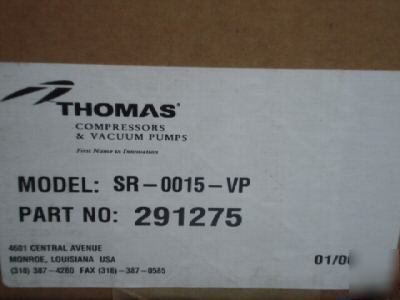 THOMAS
COMPRESSORS
& VACUUM PUMPS
First Name in Innovation
MODEL: SR-0015-VP
PART NO: 291275
4601 CENTRAL AVENUE
MONROE, LOUISIANA USA
(318) 387-4280 FAX (318)-387-0585